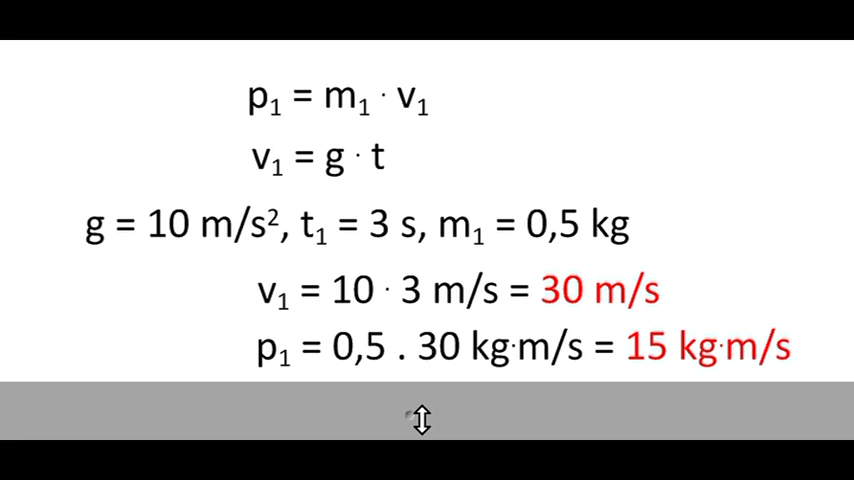 p₁ = m₁ · v₁
v₁ = g · t
g = 10 m/s², t₁ = 3 s, m₁ = 0,5 kg
v₁ = 10 · 3 m/s = 30 m/s
p₁ = 0,5 . 30 kg·m/s = 15 kg·m/s